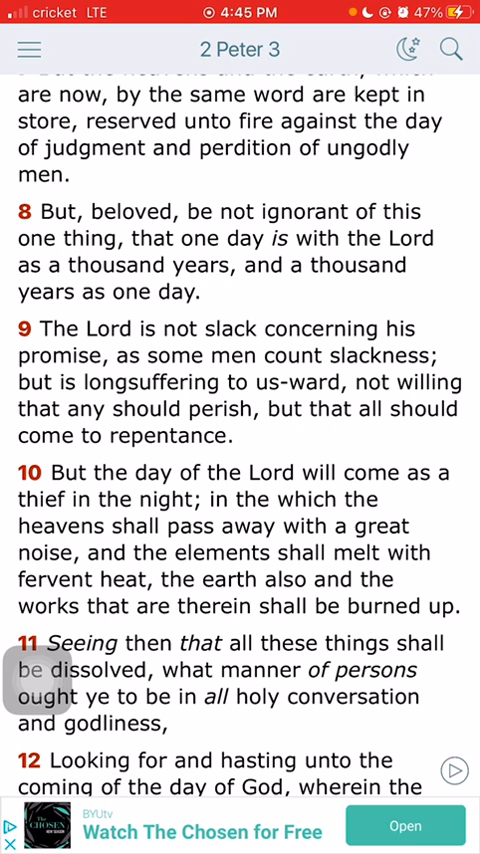 cricket LTE 4:45 PM 47%
2 Peter 3
are now, by the same word are kept in
store, reserved unto fire against the day
of judgment and perdition of ungodly
men.
8 But, beloved, be not ignorant of this
one thing, that one day is with the Lord
as a thousand years, and a thousand
years as one day.
9 The Lord is not slack concerning his
promise, as some men count slackness;
but is longsuffering to us-ward, not willing
that any should perish, but that all should
come to repentance.
10 But the day of the Lord will come as a
thief in the night; in the which the
heavens shall pass away with a great
noise, and the elements shall melt with
fervent heat, the earth also and the
works that are therein shall be burned up.
11 Seeing then that all these things shall
be dissolved, what manner of persons
ought ye to be in all holy conversation
and godliness,
12 Looking for and hasting unto the
coming of the day of God, wherein the
The
CHOSEN
NEW SEASON
BYUtv
Watch The Chosen for Free
Open